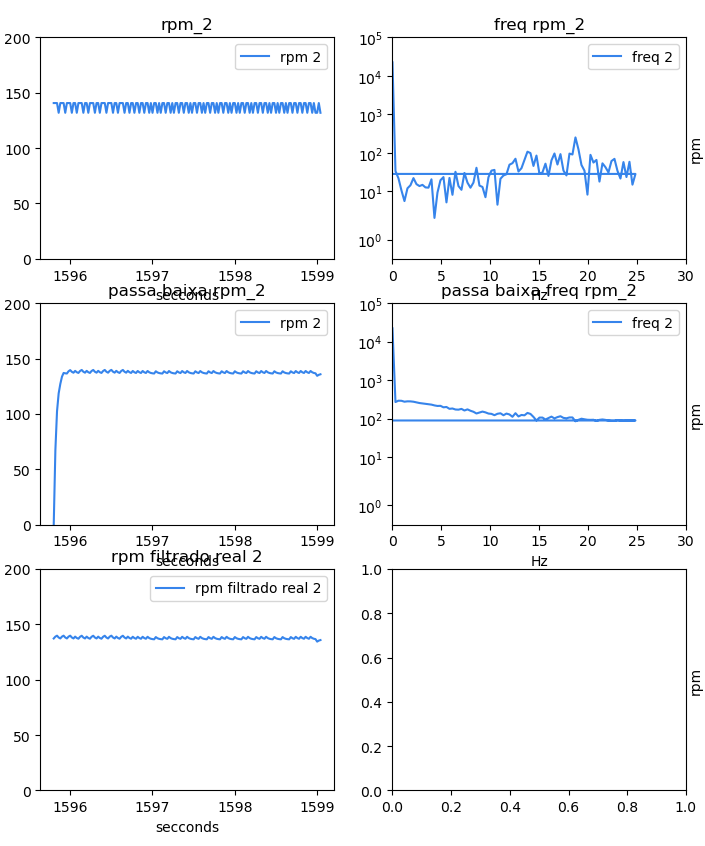 rpm_2
200
150
100
50
0
rpm 2
1596 1597 1598 1599
secconds
freq rpm_2
10^5
10^4
10^3
10^2
10^1
10^0
freq 2
rpm
0 5 10 15 20 25 30
Hz
passa baixa rpm_2
200
150
100
50
0
rpm 2
1596 1597 1598 1599
secconds
passa baixa freq rpm_2
10^5
10^4
10^3
10^2
10^1
10^0
freq 2
rpm
0 5 10 15 20 25 30
Hz
rpm filtrado real 2
200
150
100
50
0
rpm filtrado real 2
1596 1597 1598 1599
secconds
1.0
0.8
0.6
0.4
0.2
0.0
rpm
0.0 0.2 0.4 0.6 0.8 1.0